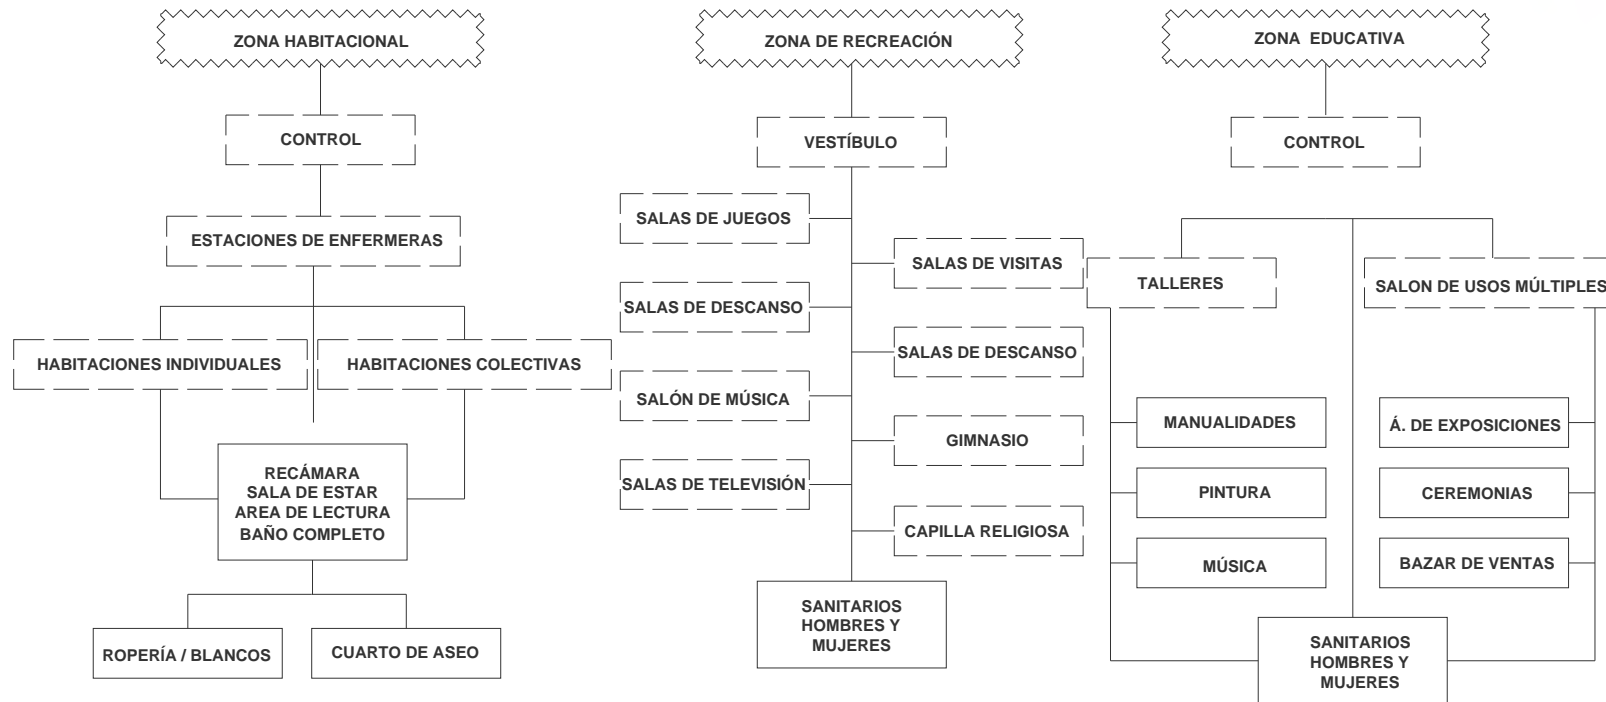 ZONA HABITACIONAL
CONTROL
ESTACIONES DE ENFERMERAS
HABITACIONES INDIVIDUALES
HABITACIONES COLECTIVAS
RECÁMARA
SALA DE ESTAR
AREA DE LECTURA
BAÑO COMPLETO
ROPERÍA / BLANCOS
CUARTO DE ASEO
ZONA DE RECREACIÓN
VESTÍBULO
SALAS DE JUEGOS
SALAS DE VISITAS
SALAS DE DESCANSO
SALAS DE DESCANSO
SALÓN DE MÚSICA
GIMNASIO
SALAS DE TELEVISIÓN
CAPILLA RELIGIOSA
SANITARIOS
HOMBRES Y
MUJERES
ZONA EDUCATIVA
CONTROL
TALLERES
SALON DE USOS MÚLTIPLES
MANUALIDADES
PINTURA
MÚSICA
Á. DE EXPOSICIONES
CEREMONIAS
BAZAR DE VENTAS
SANITARIOS
HOMBRES Y
MUJERES